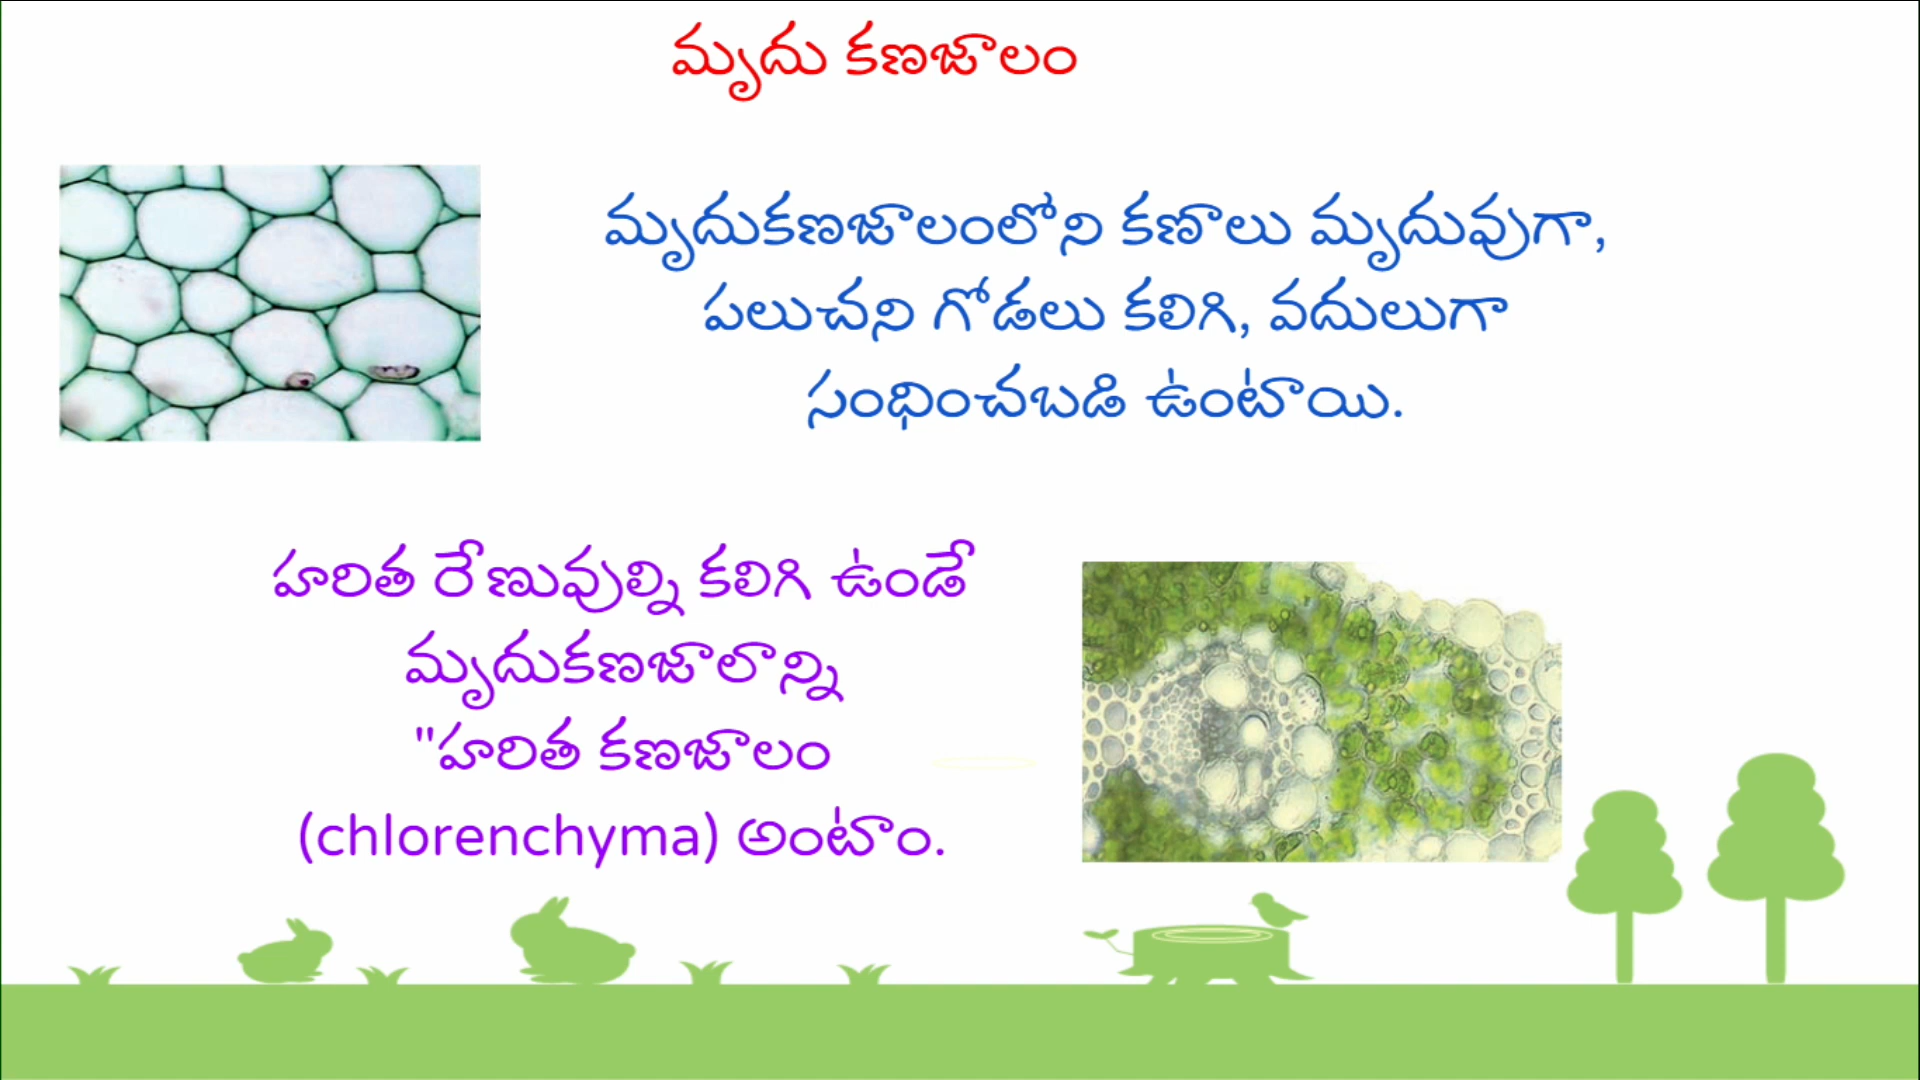 మృదు కణజాలం
మృదుకణజాలంలోని కణాలు మృదువుగా,
పలుచని గోడలు కలిగి, వదులుగా
సంధించబడి ఉంటాయి.
హరిత రేణువుల్ని కలిగి ఉండే
మృదుకణజాలాన్ని
"హరిత కణజాలం
(chlorenchyma) అంటాం.